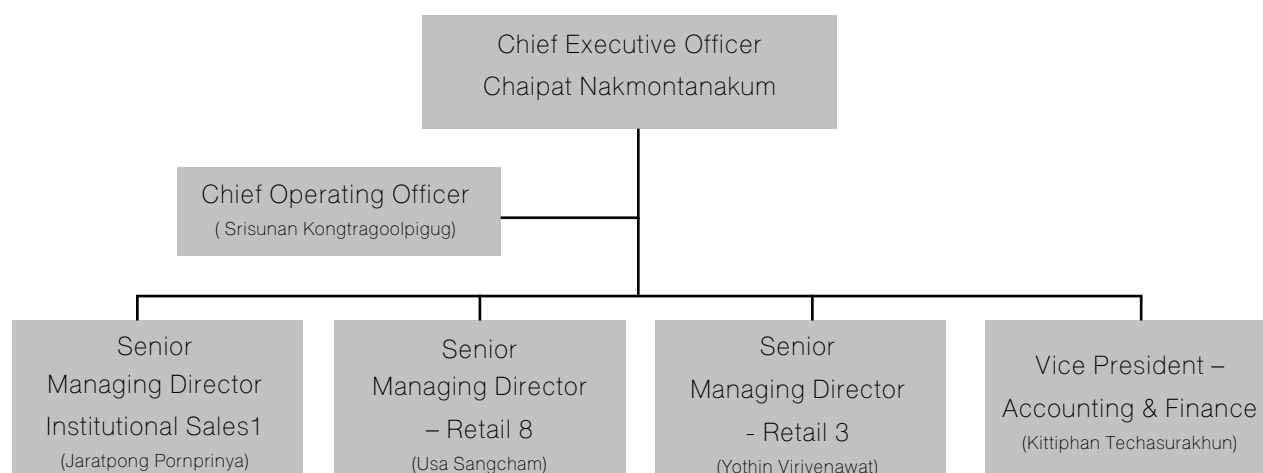 Chief Executive Officer
Chaipat Nakmontanakum
Chief Operating Officer
( Srisunan Kongtragoolpigug)
Senior
Managing Director
Institutional Sales1
(Jaratpong Pornprinya)
Senior
Managing Director
– Retail 8
(Usa Sangcham)
Senior
Managing Director
- Retail 3
(Yothin Viriyenawat)
Vice President –
Accounting & Finance
(Kittiphan Techasurakhun)